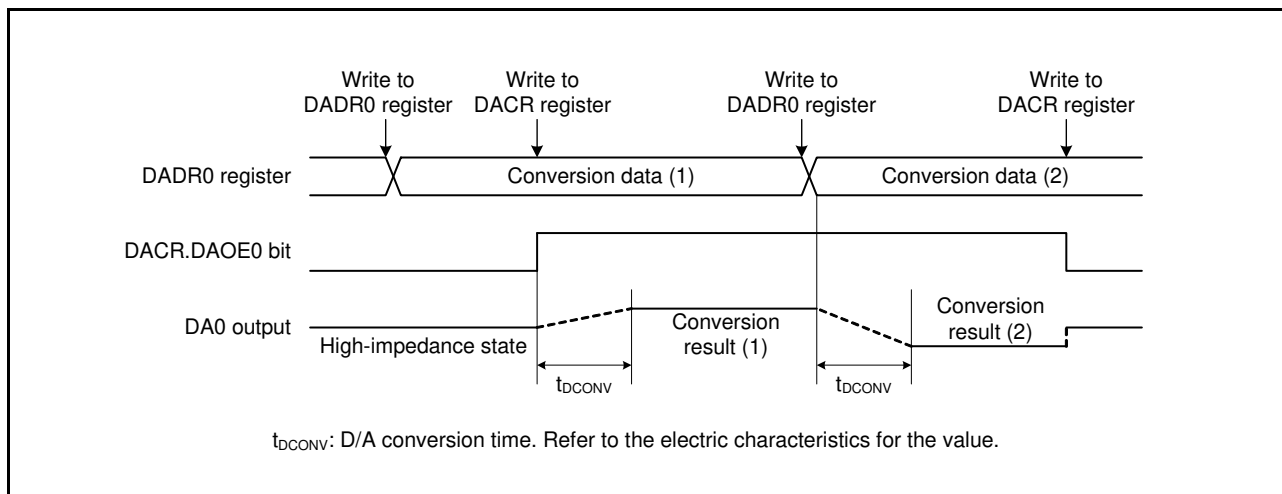 Write to
DADR0 register
Write to
DACR register
Write to
DADR0 register
Write to
DACR register
DADR0 register
Conversion data (1)
Conversion data (2)
DACR.DAOE0 bit
DA0 output
High-impedance state
Conversion
result (1)
Conversion
result (2)
tDCONV
tDCONV
tDCONV: D/A conversion time. Refer to the electric characteristics for the value.